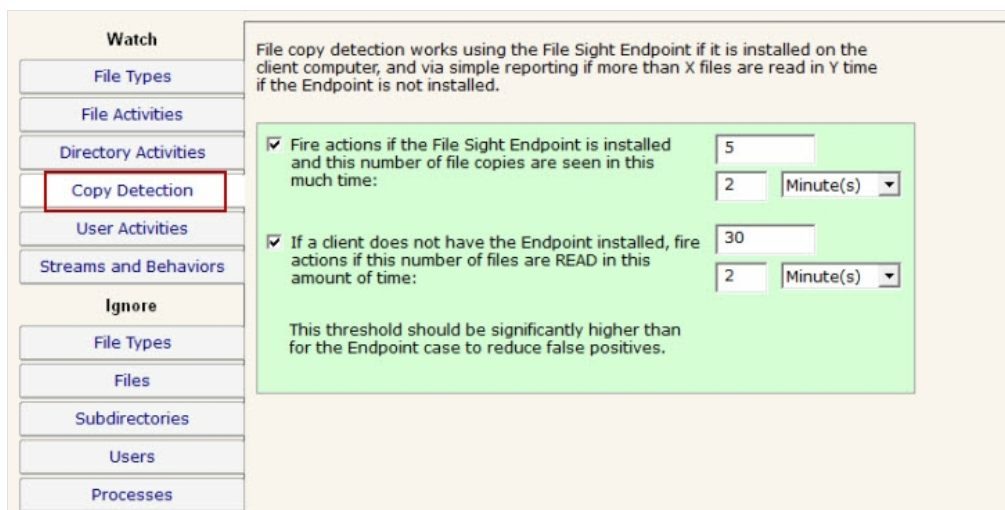 Watch
File Types
File Activities
Directory Activities
Copy Detection
User Activities
Streams and Behaviors
Ignore
File Types
Files
Subdirectories
Users
Processes
File copy detection works using the File Sight Endpoint if it is installed on the
client computer, and via simple reporting if more than X files are read in Y time
if the Endpoint is not installed.
Fire actions if the File Sight Endpoint is installed
and this number of file copies are seen in this
much time:
5
2 Minute(s)
If a client does not have the Endpoint installed, fire
actions if this number of files are READ in this
amount of time:
30
2 Minute(s)
This threshold should be significantly higher than
for the Endpoint case to reduce false positives.